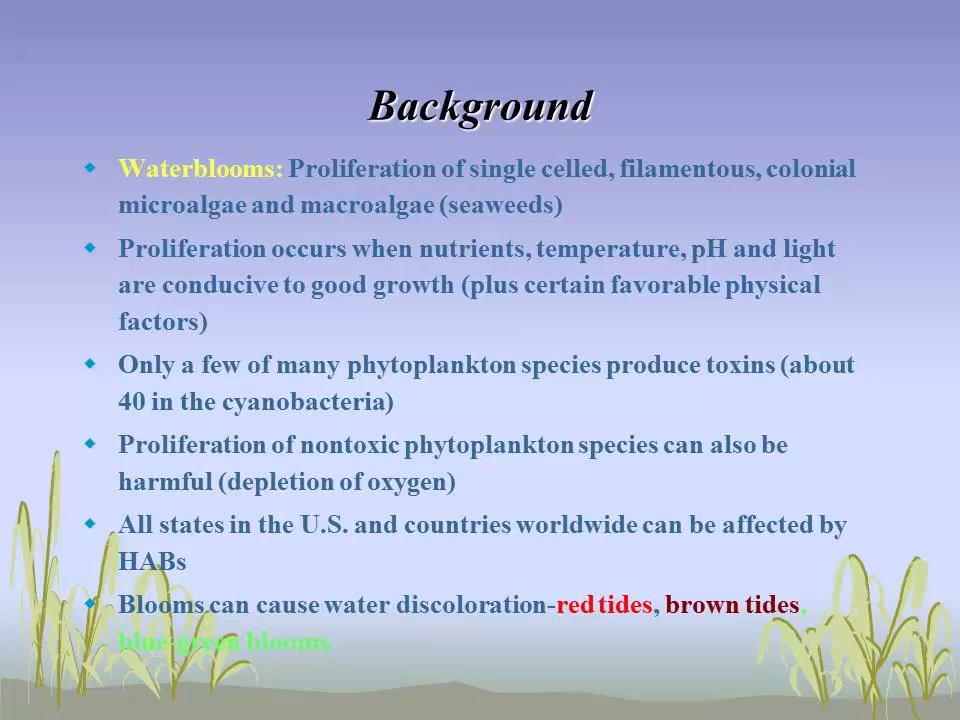 Background
Waterblooms: Proliferation of single celled, filamentous, colonial
microalgae and macroalgae (seaweeds)
Proliferation occurs when nutrients, temperature, pH and light
are conducive to good growth (plus certain favorable physical
factors)
Only a few of many phytoplankton species produce toxins (about
40 in the cyanobacteria)
Proliferation of nontoxic phytoplankton species can also be
harmful (depletion of oxygen)
All states in the U.S. and countries worldwide can be affected by
HABs
Blooms can cause water discoloration-red tides, brown tides,
blue-green blooms